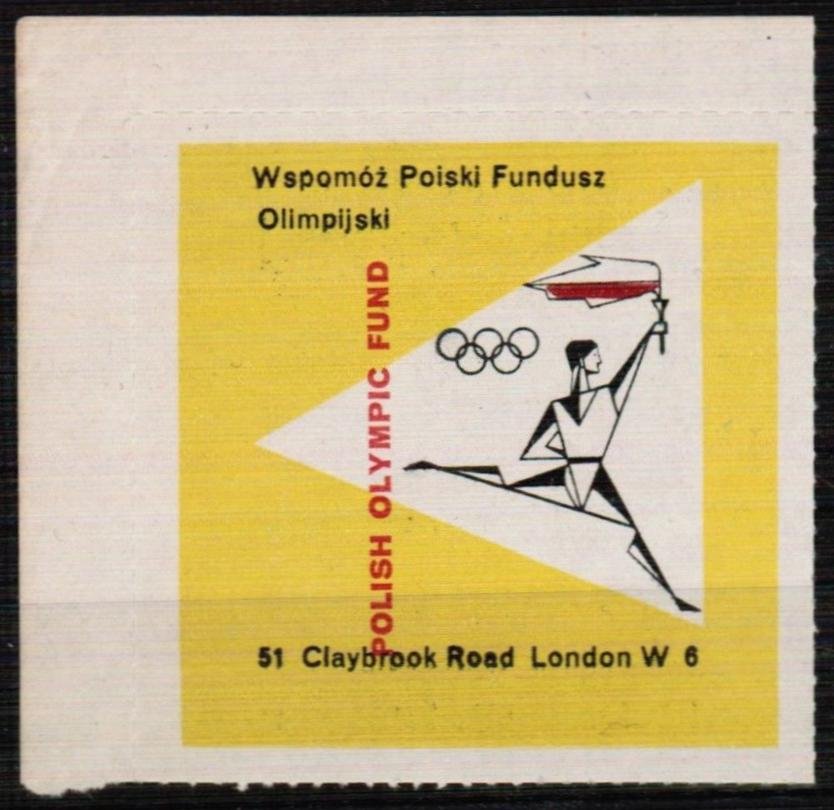 Wspomóż Poiski Fundusz
Olimpijski
POLISH OLYMPIC FUND
51 Claybrook Road London W 6